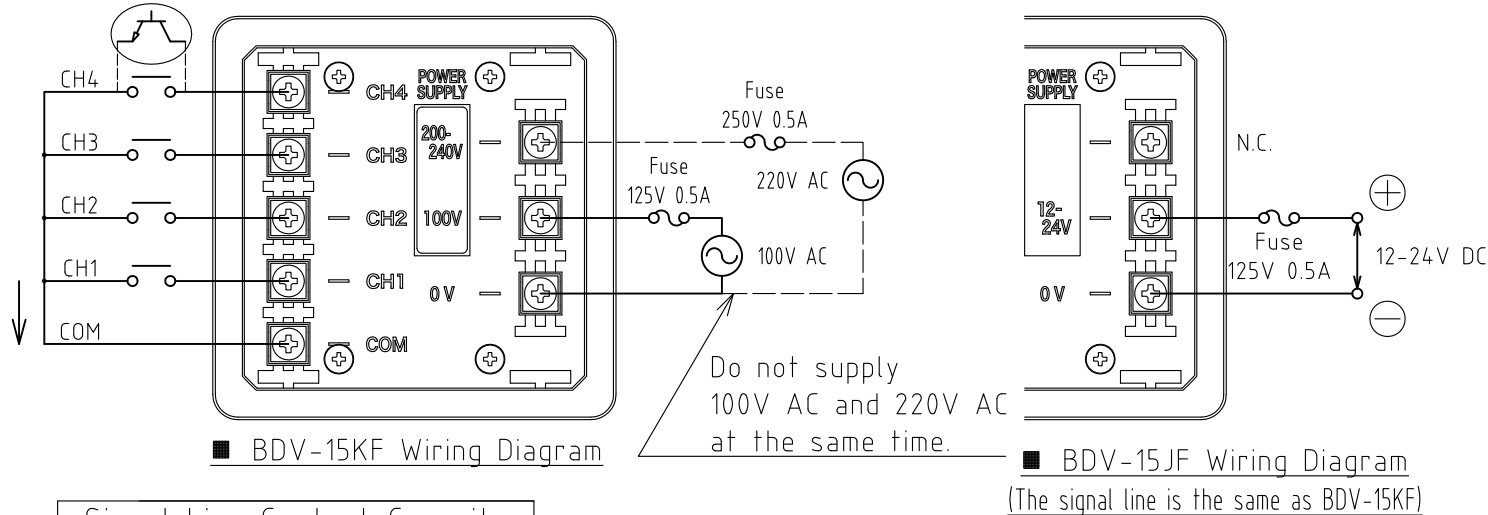 CH4
CH3
CH2
CH1
COM
CH4
CH3
CH2
CH1
COM
POWER
SUPPLY
200-
240V
100V
0V
Fuse
250V 0.5A
220V AC
Fuse
125V 0.5A
100V AC
Do not supply
100V AC and 220V AC
at the same time.
■ BDV-15KF Wiring Diagram
POWER
SUPPLY
12-
24V
0V
N.C.
+
Fuse
125V 0.5A
12-24V DC
−
■ BDV-15JF Wiring Diagram
(The signal line is the same as BDV-15KF)